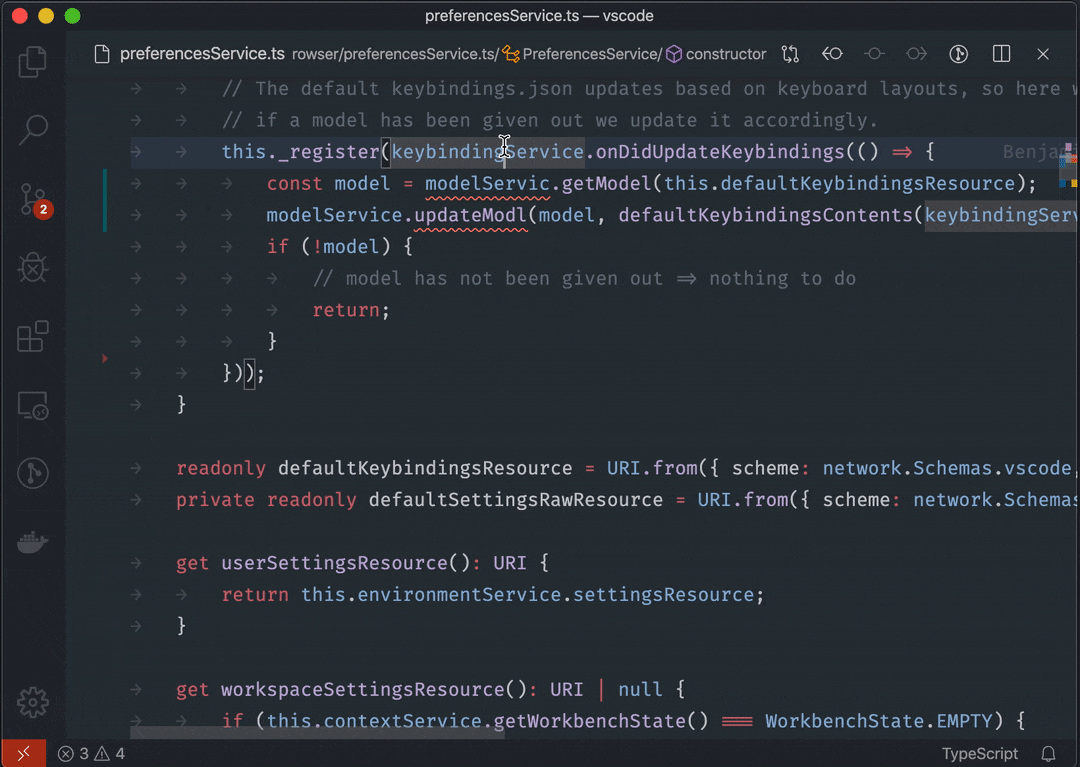 preferencesService.ts — vscode
preferencesService.ts rowser/preferencesService.ts/ PreferencesService/ constructor
// The default keybindings.json updates based on keyboard layouts, so here
// if a model has been given out we update it accordingly.
this._register(keybindingService.onDidUpdateKeybindings(() => {
const model = modelServic.getModel(this.defaultKeybindingsResource);
modelService.updateModl(model, defaultKeybindingsContents(keybindingServ
if (!model) {
// model has not been given out => nothing to do
return;
}
}));
}
readonly defaultKeybindingsResource = URI.from({ scheme: network.Schemas.vscode,
private readonly defaultSettingsRawResource = URI.from({ scheme: network.Schemas
get userSettingsResource(): URI {
return this.environmentService.settingsResource;
}
get workspaceSettingsResource(): URI | null {
if (this.contextService.getWorkbenchState() === WorkbenchState.EMPTY) {
2
3 4 TypeScript